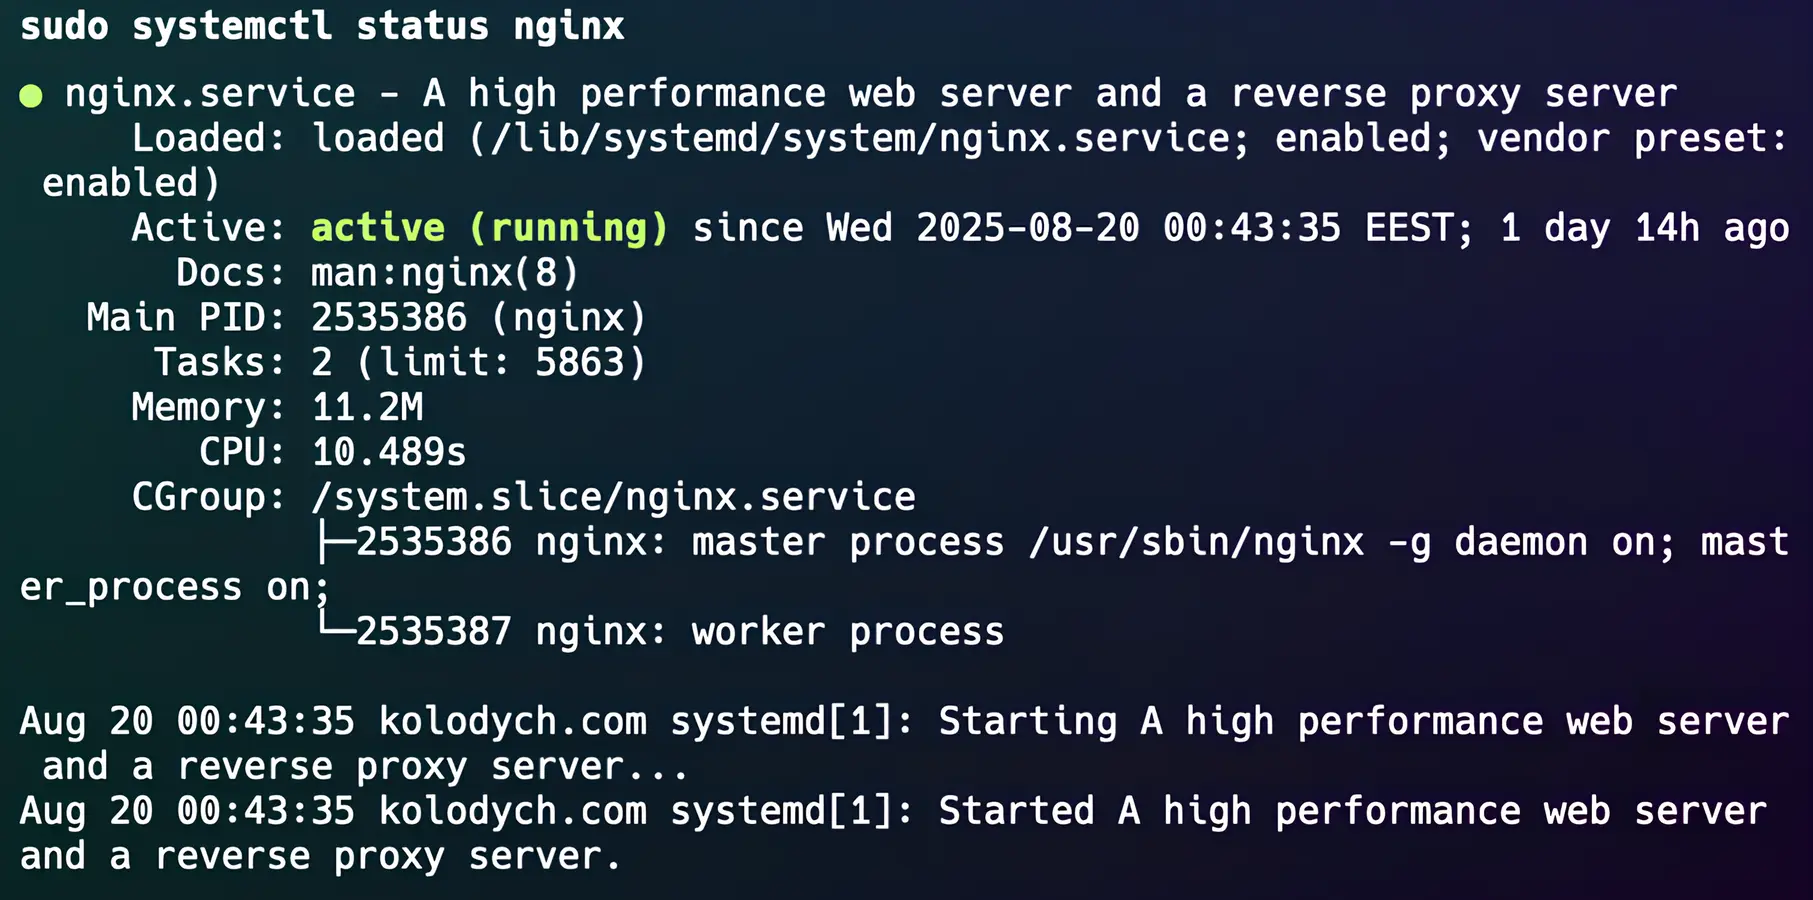 sudo systemctl status nginx
● nginx.service - A high performance web server and a reverse proxy server
     Loaded: loaded (/lib/systemd/system/nginx.service; enabled; vendor preset:
 enabled)
     Active: active (running) since Wed 2025-08-20 00:43:35 EEST; 1 day 14h ago
       Docs: man:nginx(8)
   Main PID: 2535386 (nginx)
      Tasks: 2 (limit: 5863)
     Memory: 11.2M
        CPU: 10.489s
     CGroup: /system.slice/nginx.service
             ├─2535386 nginx: master process /usr/sbin/nginx -g daemon on; mast
er_process on;
             └─2535387 nginx: worker process
Aug 20 00:43:35 kolodych.com systemd[1]: Starting A high performance web server
 and a reverse proxy server...
Aug 20 00:43:35 kolodych.com systemd[1]: Started A high performance web server
and a reverse proxy server.